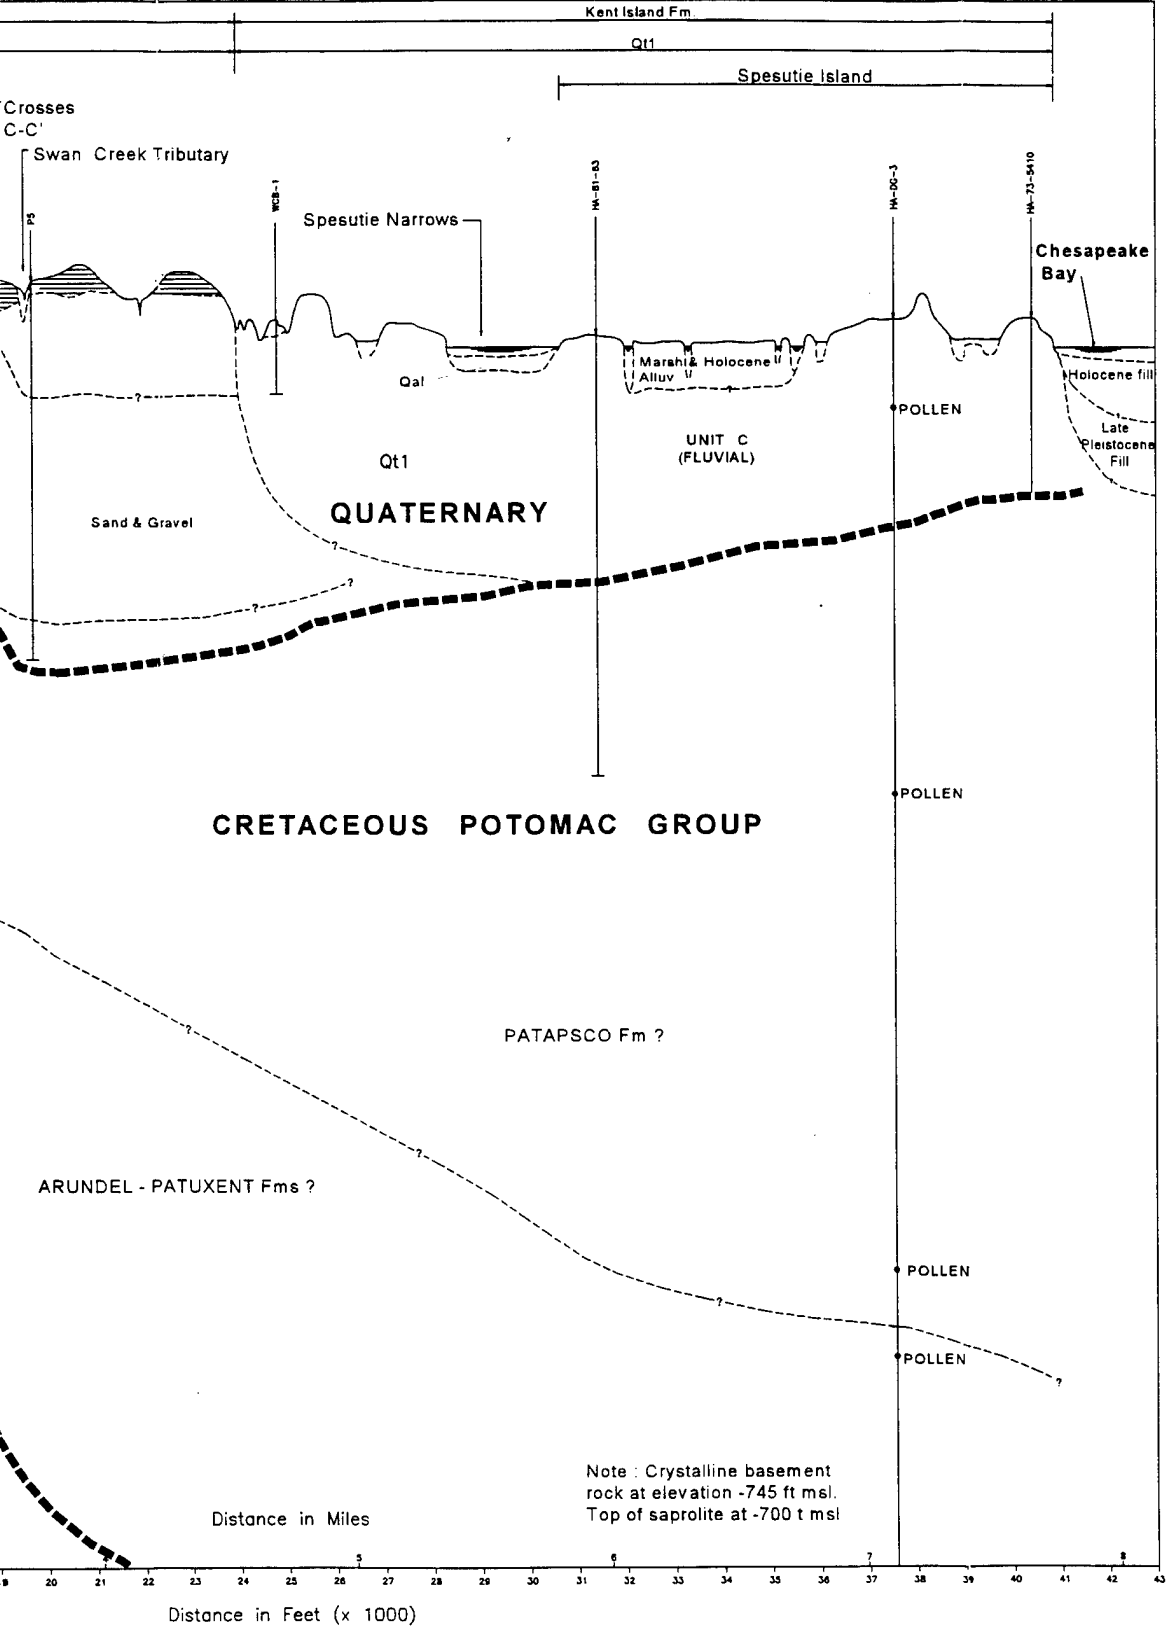 Kent Island Fm.
Qt1
Spesutie Island
Crosses
C-C'
Swan Creek Tributary
P5
WCB-1
Spesutie Narrows
HA-B1-83
HA-DG-3
HA-73-5410
Chesapeake
Bay
Qal
Marsh & Holocene
Alluv
?
?
Holocene fill
POLLEN
Late
Pleistocene
Fill
UNIT C
(FLUVIAL)
Qt1
QUATERNARY
Sand & Gravel
?
?
?
POLLEN
CRETACEOUS POTOMAC GROUP
?
PATAPSCO Fm ?
?
ARUNDEL - PATUXENT Fms ?
POLLEN
?
POLLEN
?
Note : Crystalline basement
rock at elevation -745 ft msl.
Top of saprolite at -700 t msl
Distance in Miles
5 6 7 8
20 21 22 23 24 25 26 27 28 29 30 31 32 33 34 35 36 37 38 39 40 41 42 43
Distance in Feet (x 1000)